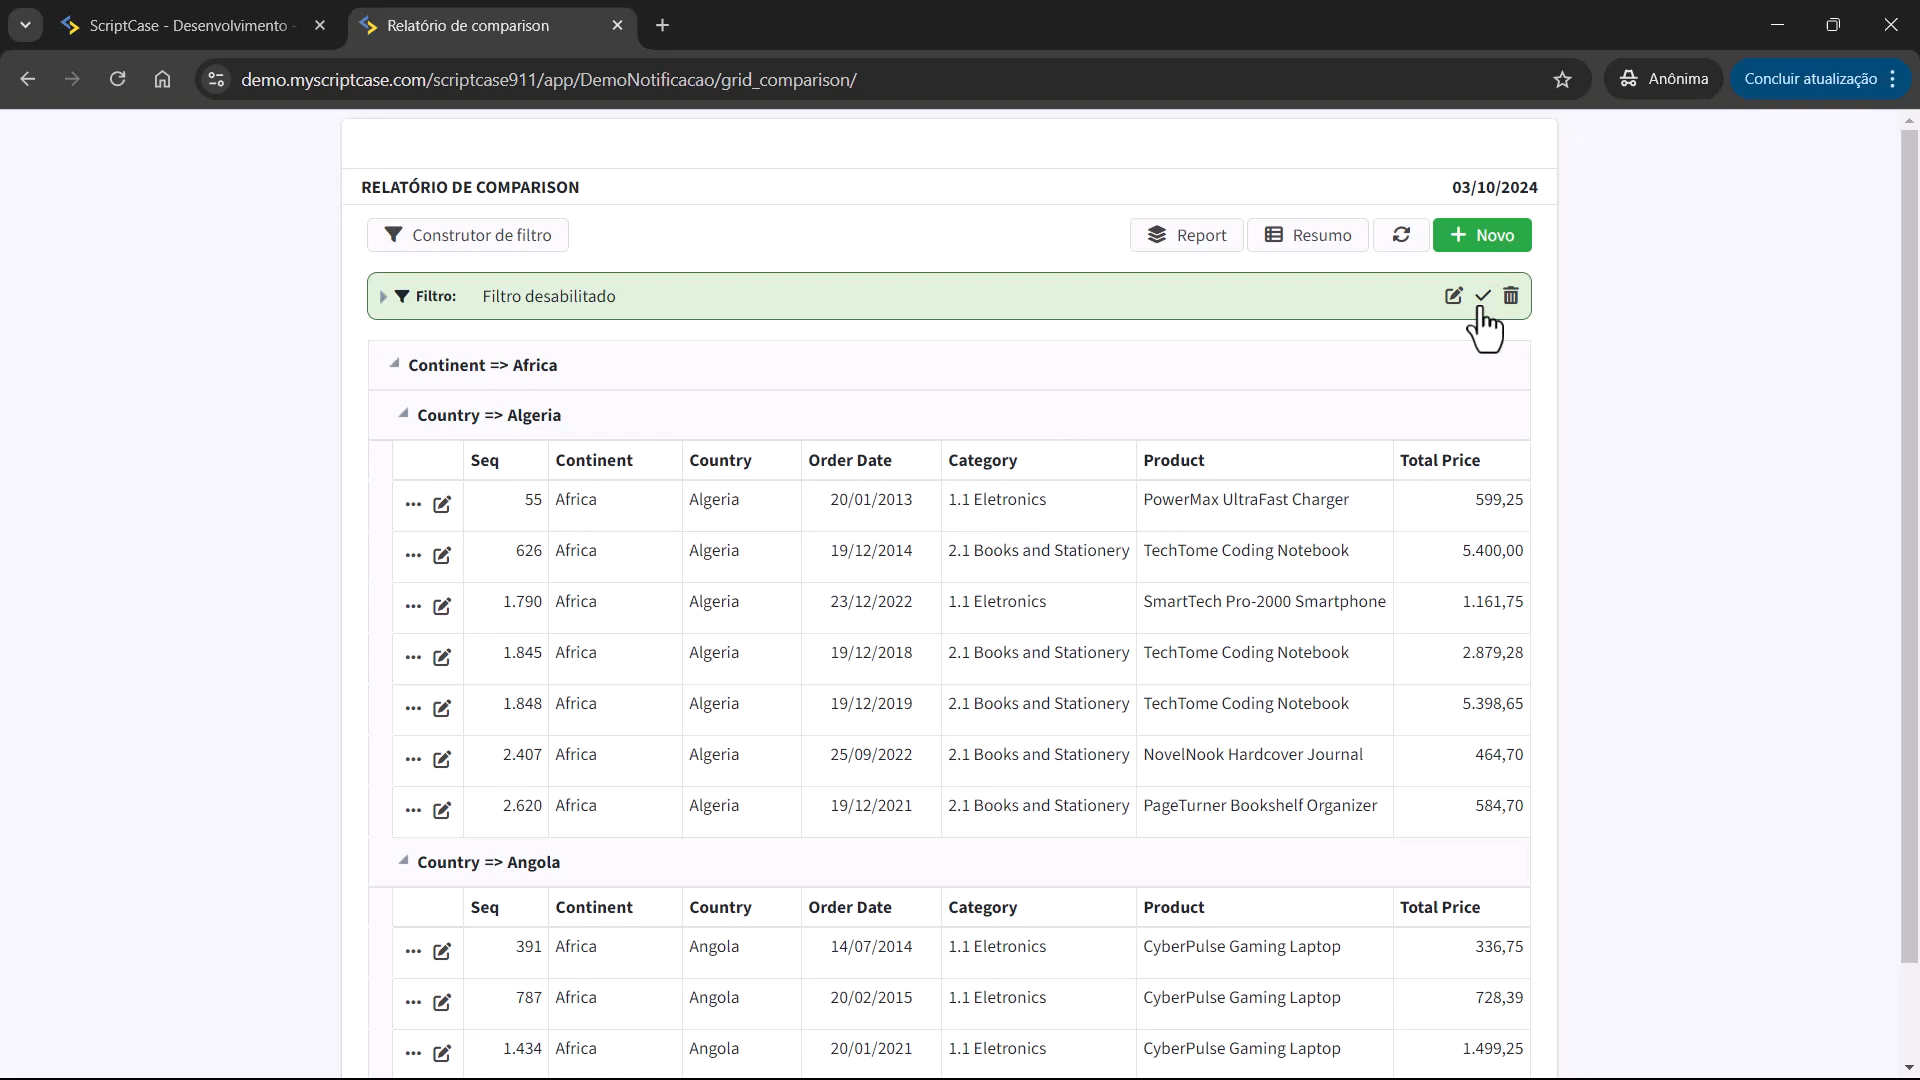 ScriptCase - Desenvolvimento -
Relatório de comparison
demo.myscriptcase.com/scriptcase911/app/DemoNotificacao/grid_comparison/
Anônima
Concluir atualização
RELATÓRIO DE COMPARISON 03/10/2024
Construtor de filtro Report Resumo Novo
Filtro: Filtro desabilitado
Continent => Africa
Country => Algeria
Seq Continent Country Order Date Category Product Total Price
55 Africa Algeria 20/01/2013 1.1 Eletronics PowerMax UltraFast Charger 599,25
626 Africa Algeria 19/12/2014 2.1 Books and Stationery TechTome Coding Notebook 5.400,00
1.790 Africa Algeria 23/12/2022 1.1 Eletronics SmartTech Pro-2000 Smartphone 1.161,75
1.845 Africa Algeria 19/12/2018 2.1 Books and Stationery TechTome Coding Notebook 2.879,28
1.848 Africa Algeria 19/12/2019 2.1 Books and Stationery TechTome Coding Notebook 5.398,65
2.407 Africa Algeria 25/09/2022 2.1 Books and Stationery NovelNook Hardcover Journal 464,70
2.620 Africa Algeria 19/12/2021 2.1 Books and Stationery PageTurner Bookshelf Organizer 584,70
Country => Angola
Seq Continent Country Order Date Category Product Total Price
391 Africa Angola 14/07/2014 1.1 Eletronics CyberPulse Gaming Laptop 336,75
787 Africa Angola 20/02/2015 1.1 Eletronics CyberPulse Gaming Laptop 728,39
1.434 Africa Angola 20/01/2021 1.1 Eletronics CyberPulse Gaming Laptop 1.499,25